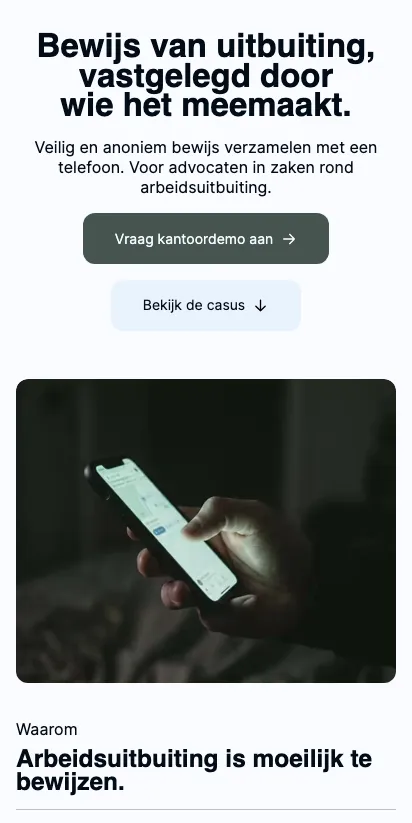 Bewijs van uitbuiting,
vastgelegd door
wie het meemaakt.
Veilig en anoniem bewijs verzamelen met een
telefoon. Voor advocaten in zaken rond
arbeidsuitbuiting.
Vraag kantoordemo aan →
Bekijk de casus ↓
Waarom
Arbeidsuitbuiting is moeilijk te
bewijzen.